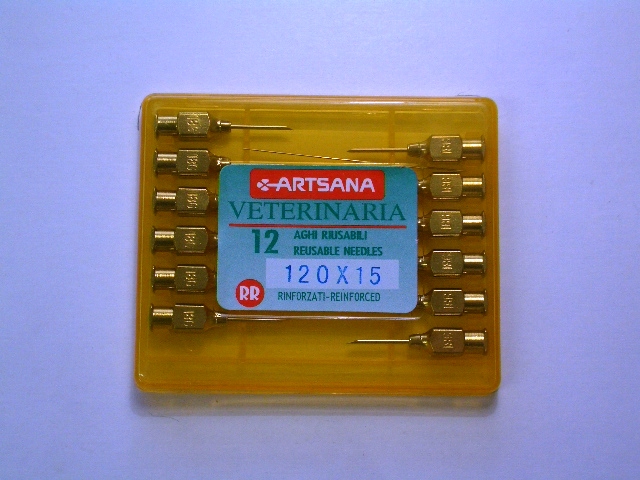 ARTSANA
VETERINARIA
12 AGHI RIUSABILI
REUSABLE NEEDLES
120X15
RR RINFORZATI-REINFORCED